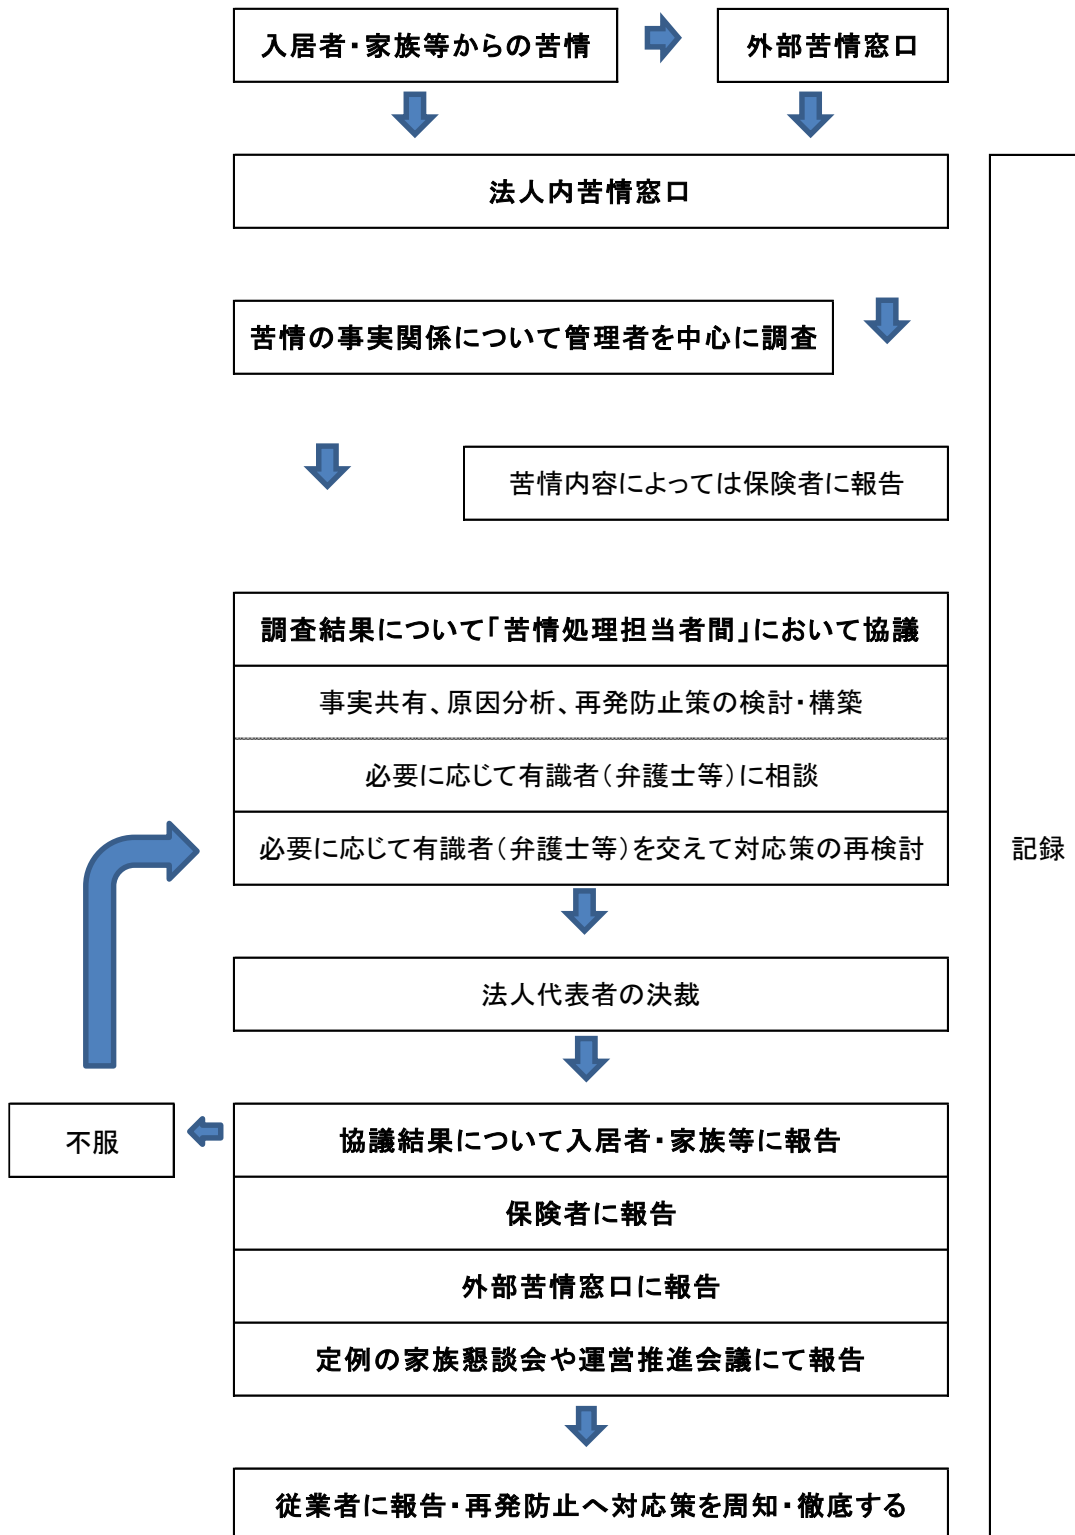 入居者・家族等からの苦情
外部苦情窓口
法人内苦情窓口
苦情の事実関係について管理者を中心に調査
苦情内容によっては保険者に報告
調査結果について「苦情処理担当者間」において協議
事実共有、原因分析、再発防止策の検討・構築
必要に応じて有識者（弁護士等）に相談
必要に応じて有識者（弁護士等）を交えて対応策の再検討
記録
法人代表者の決裁
不服
協議結果について入居者・家族等に報告
保険者に報告
外部苦情窓口に報告
定例の家族懇談会や運営推進会議にて報告
従業者に報告・再発防止へ対応策を周知・徹底する